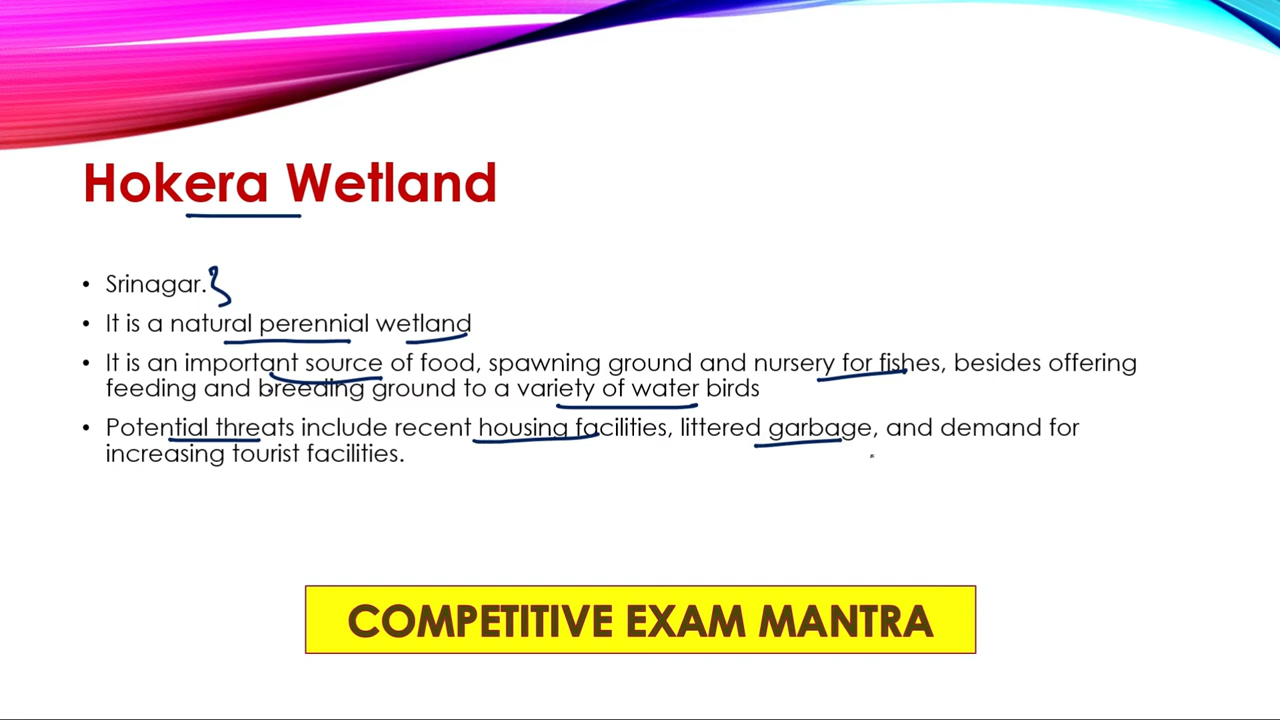 Hokera Wetland
• Srinagar.
• It is a natural perennial wetland
• It is an important source of food, spawning ground and nursery for fishes, besides offering
feeding and breeding ground to a variety of water birds
• Potential threats include recent housing facilities, littered garbage, and demand for
increasing tourist facilities.
COMPETITIVE EXAM MANTRA